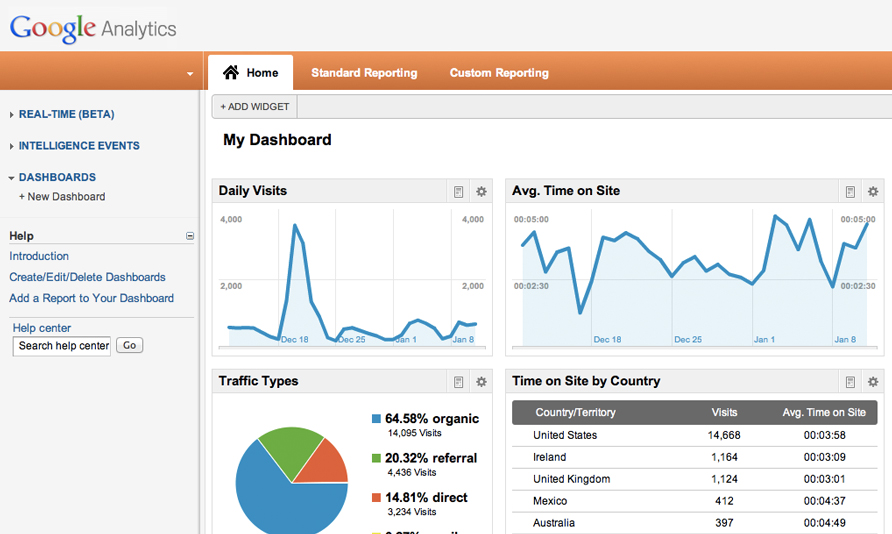 Google Analytics
Home
Standard Reporting
Custom Reporting
REAL-TIME (BETA)
INTELLIGENCE EVENTS
DASHBOARDS
+ New Dashboard
Help
Introduction
Create/Edit/Delete Dashboards
Add a Report to Your Dashboard
Help center
Search help center
Go
+ ADD WIDGET
My Dashboard
Daily Visits
4,000
4,000
2,000
2,000
Dec 18
Dec 25
Jan 1
Jan 8
Avg. Time on Site
00:05:00
00:05:00
00:02:30
00:02:30
Dec 18
Dec 25
Jan 1
Jan 8
Traffic Types
64.58% organic
14,095 Visits
20.32% referral
4,436 Visits
14.81% direct
3,234 Visits
Time on Site by Country
Country/Territory Visits Avg. Time on Site
United States 14,668 00:03:58
Ireland 1,164 00:03:09
United Kingdom 1,124 00:03:01
Mexico 412 00:04:37
Australia 397 00:04:49